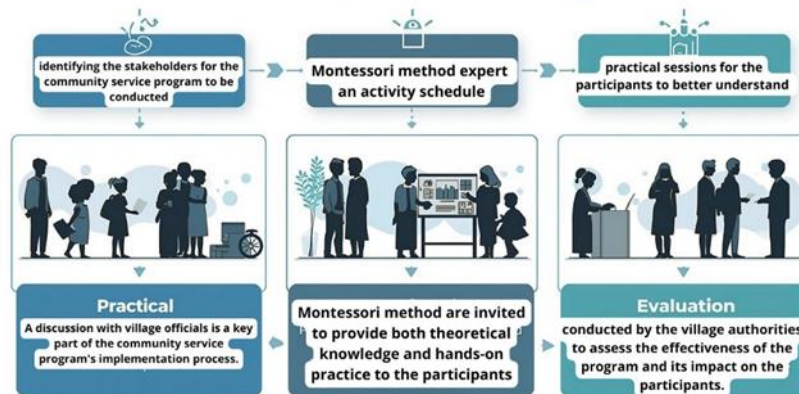 identifying the stakeholders for the
community service program to be
conducted
Montessori method expert
an activity schedule
practical sessions for the
participants to better understand
Practical
A discussion with village officials is a key
part of the community service
program's implementation process.
Montessori method are invited
to provide both theoretical
knowledge and hands-on
practice to the participants
Evaluation
conducted by the village authorities
to assess the effectiveness of the
program and its impact on the
participants.